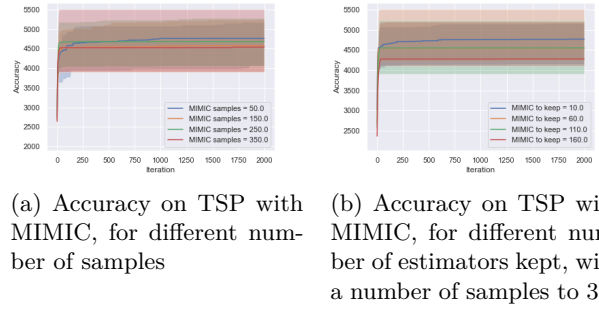 5500
5000
4500
4000
3500
3000
2500
2000
Accuracy
MIMIC samples = 50.0
MIMIC samples = 150.0
MIMIC samples = 250.0
MIMIC samples = 350.0
0 250 500 750 1000 1250 1500 1750 2000
Iteration
5500
5000
4500
4000
3500
3000
2500
Accuracy
MIMIC to keep = 10.0
MIMIC to keep = 60.0
MIMIC to keep = 110.0
MIMIC to keep = 160.0
0 250 500 750 1000 1250 1500 1750 2000
Iteration
(a) Accuracy on TSP with
MIMIC, for different num-
ber of samples
(b) Accuracy on TSP wi
MIMIC, for different nu
ber of estimators kept, wi
a number of samples to 3